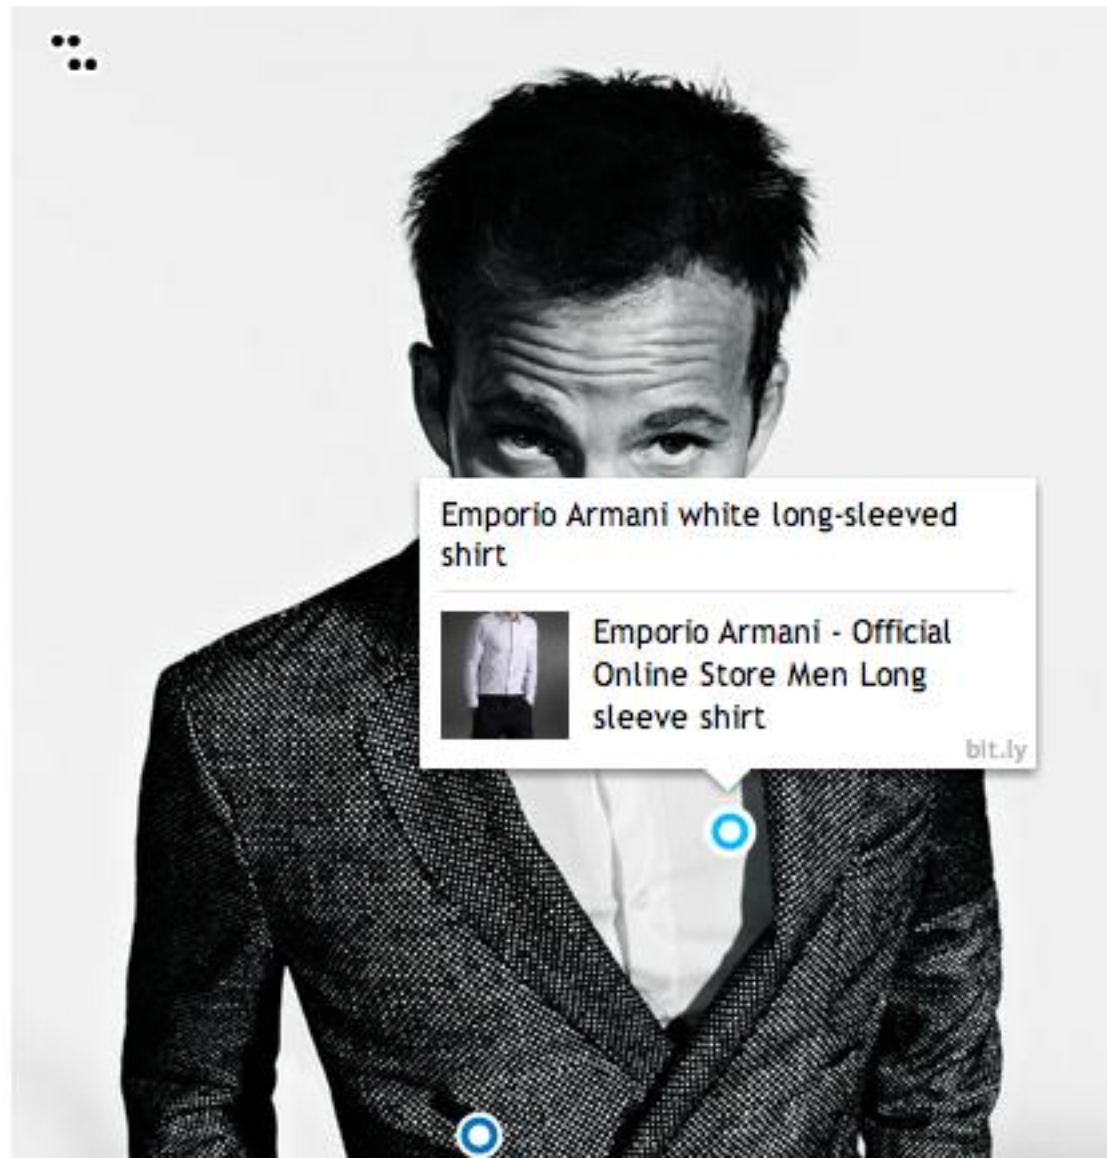 Emporio Armani white long-sleeved
shirt
Emporio Armani - Official
Online Store Men Long
sleeve shirt
bit.ly